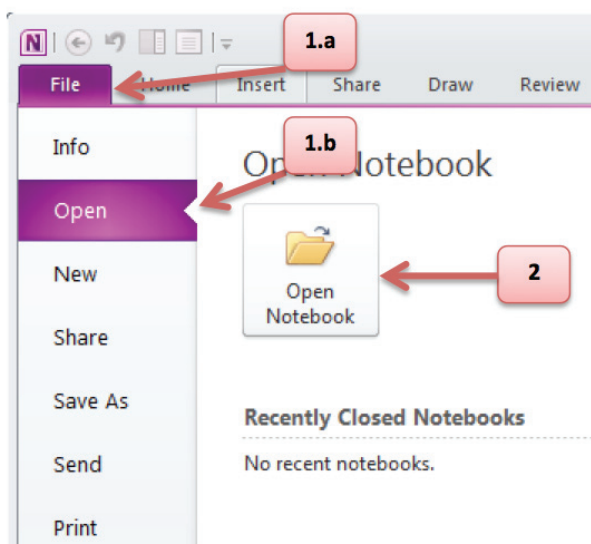 N
1.a
File Home Insert Share Draw Review
Info
1.b
Open Notebook
Open
Open
Notebook
2
New
Share
Save As
Recently Closed Notebooks
Send
No recent notebooks.
Print